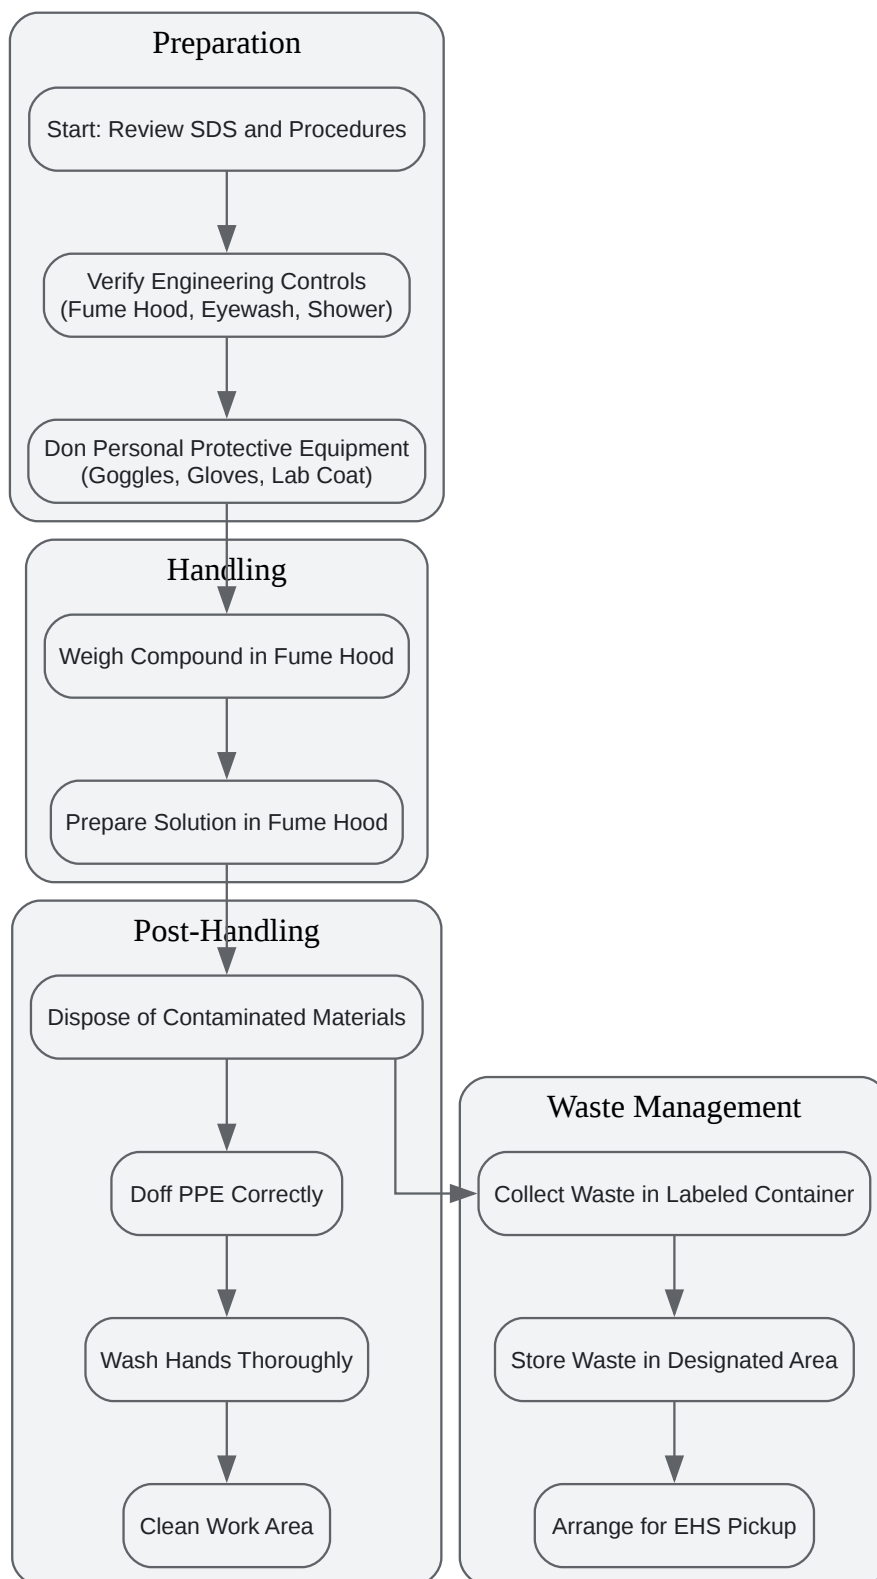 Preparation
Start: Review SDS and Procedures
Verify Engineering Controls
(Fume Hood, Eyewash, Shower)
Don Personal Protective Equipment
(Goggles, Gloves, Lab Coat)
Handling
Weigh Compound in Fume Hood
Prepare Solution in Fume Hood
Post-Handling
Dispose of Contaminated Materials
Doff PPE Correctly
Wash Hands Thoroughly
Clean Work Area
Waste Management
Collect Waste in Labeled Container
Store Waste in Designated Area
Arrange for EHS Pickup